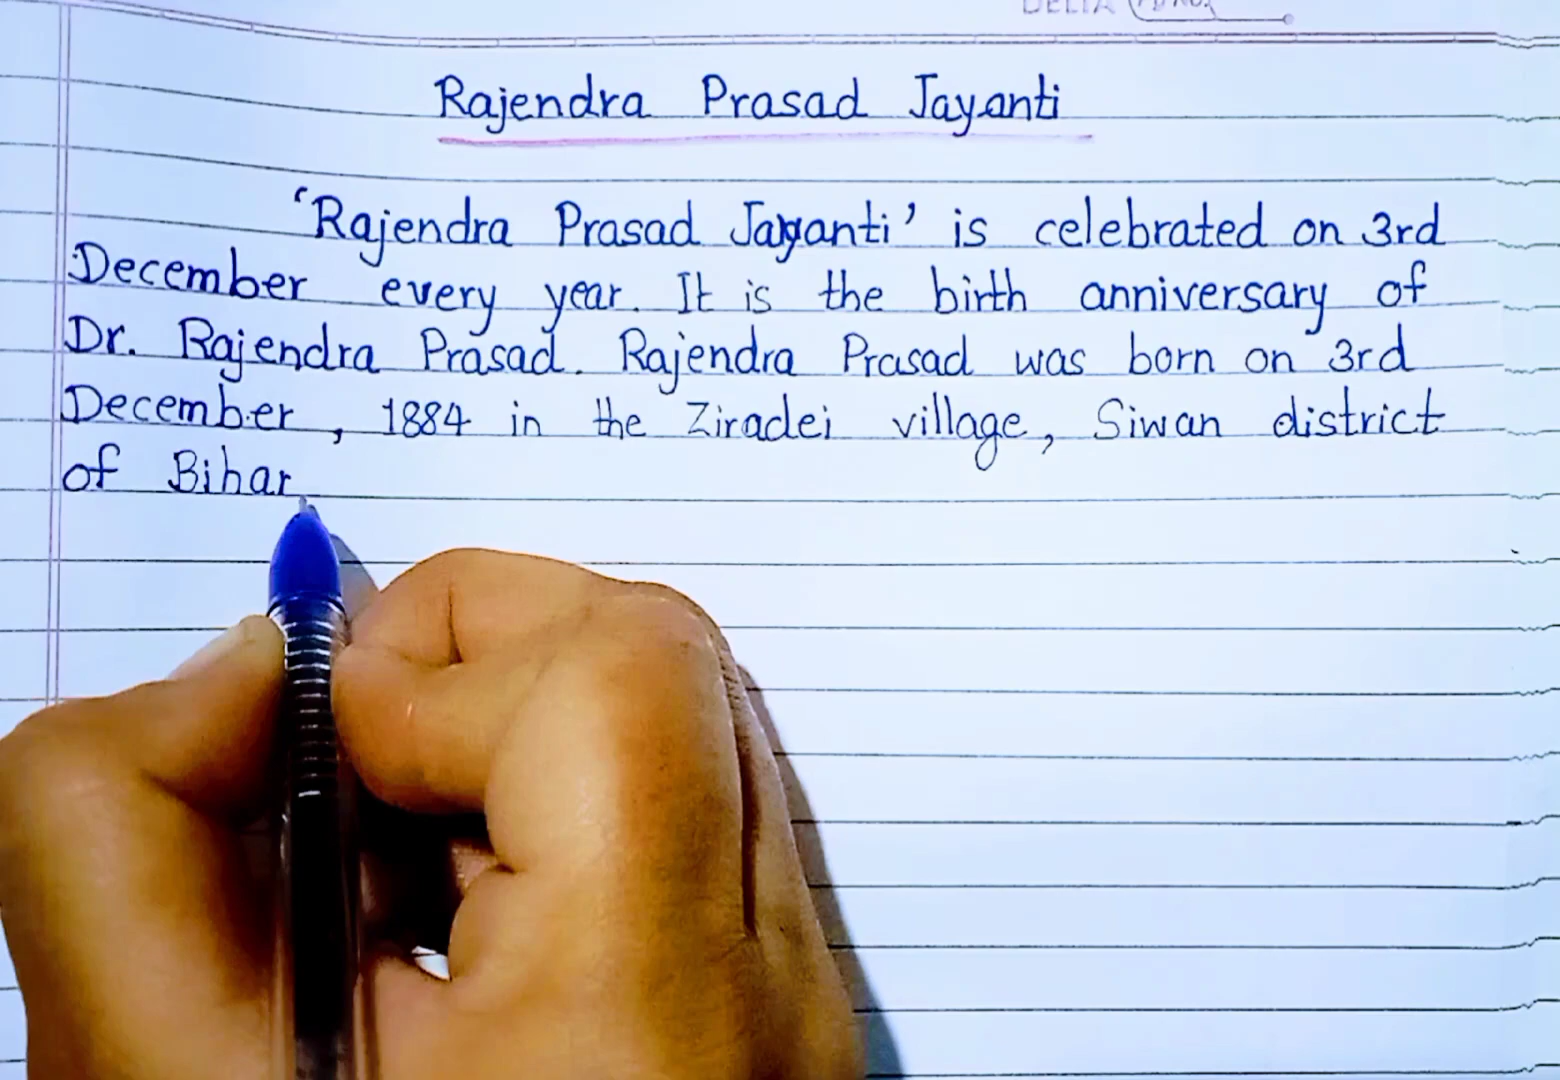 DELTA
Rajendra Prasad Jayanti
‘Rajendra Prasad Jayanti’ is celebrated on 3rd
December every year. It is the birth anniversary of
Dr. Rajendra Prasad. Rajendra Prasad was born on 3rd
December, 1884 in the Ziradei village, Siwan district
of Bihar